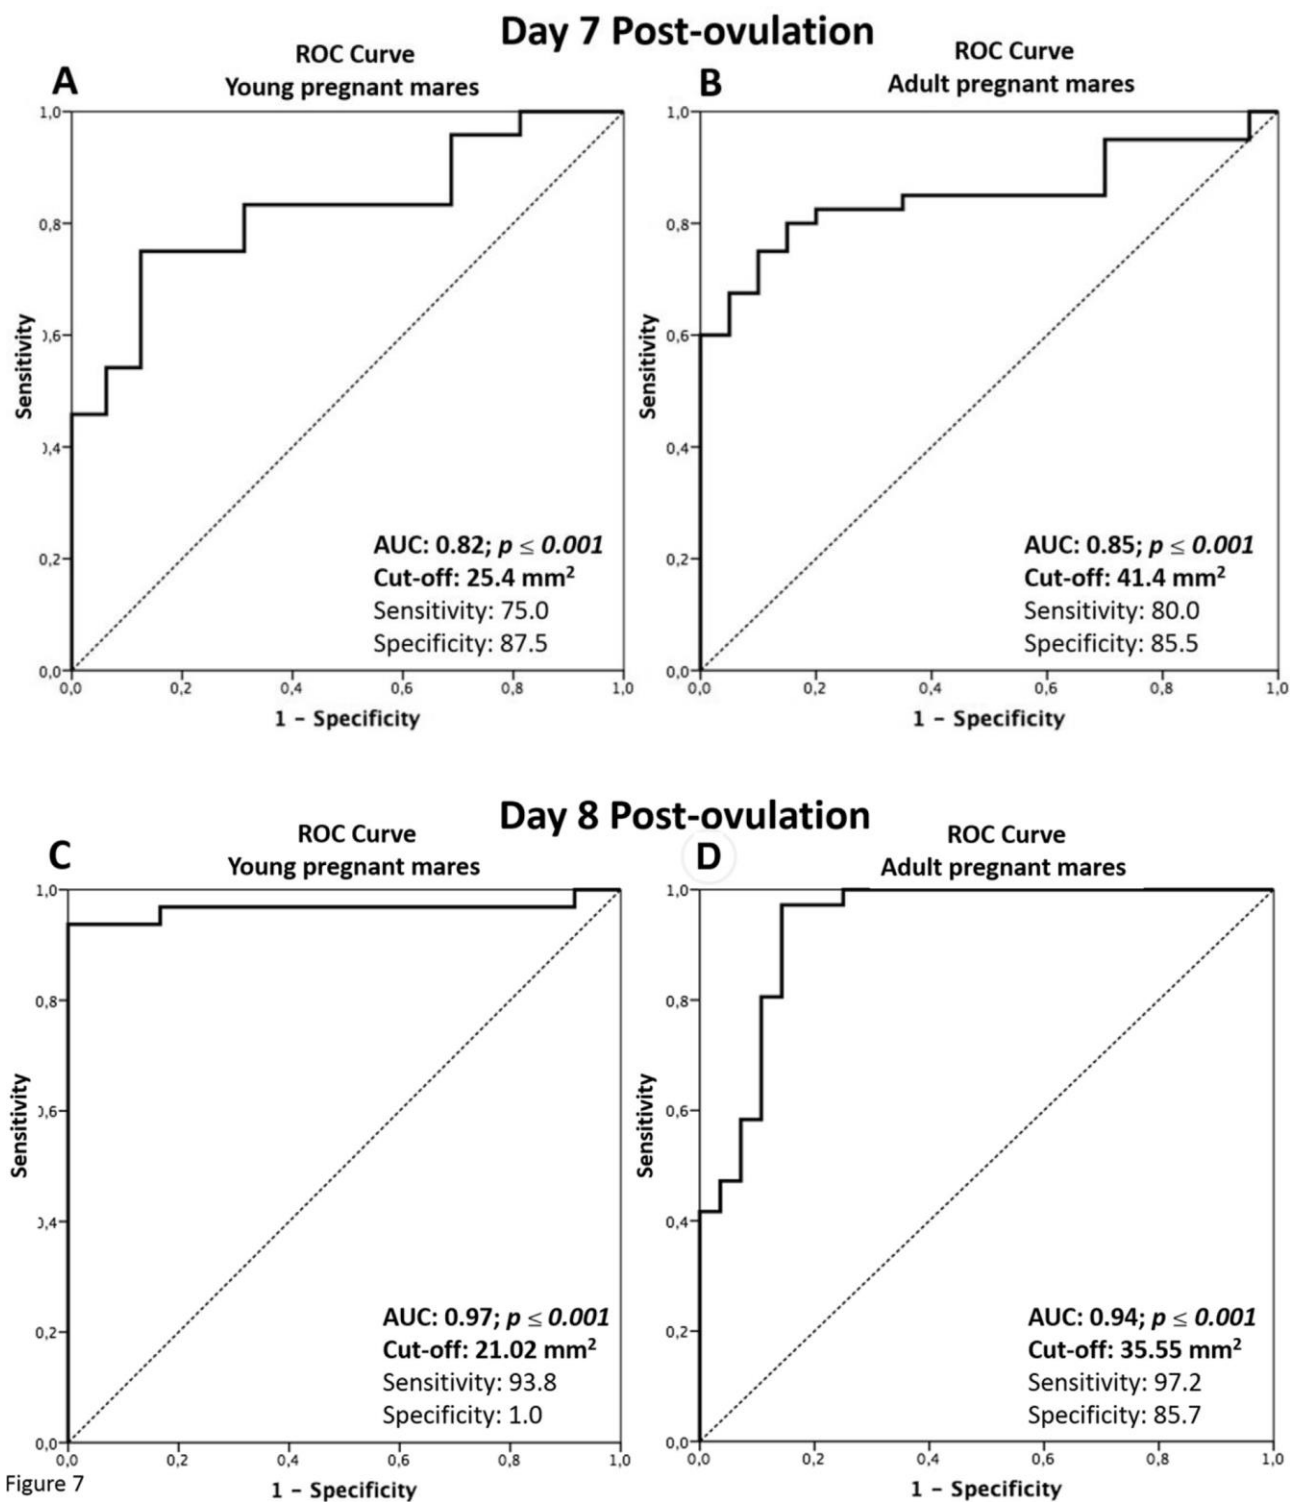 Day 7 Post-ovulation
A
ROC Curve
Young pregnant mares
1,0
0,8
),6
),4
0,2
0,0
Sensitivity
0,0 0,2 0,4 0,6 0,8 1,0
1 - Specificity
AUC: 0.82; p ≤ 0.001
Cut-off: 25.4 mm²
Sensitivity: 75.0
Specificity: 87.5
B
ROC Curve
Adult pregnant mares
1,0
0,8
0,6
0,4
0,2
0,0
Sensitivity
0,0 0,2 0,4 0,6 0,8 1,0
1 - Specificity
AUC: 0.85; p ≤ 0.001
Cut-off: 41.4 mm²
Sensitivity: 80.0
Specificity: 85.5
Day 8 Post-ovulation
C
ROC Curve
Young pregnant mares
1,0
0,8
),6
),4
0,2
0,0
Sensitivity
0,0 0,2 0,4 0,6 0,8 1,0
1 - Specificity
AUC: 0.97; p ≤ 0.001
Cut-off: 21.02 mm²
Sensitivity: 93.8
Specificity: 1.0
D
ROC Curve
Adult pregnant mares
1,0
0,8
0,6
0,4
0,2
0,0
Sensitivity
0,0 0,2 0,4 0,6 0,8 1,0
1 - Specificity
AUC: 0.94; p ≤ 0.001
Cut-off: 35.55 mm²
Sensitivity: 97.2
Specificity: 85.7
Figure 7